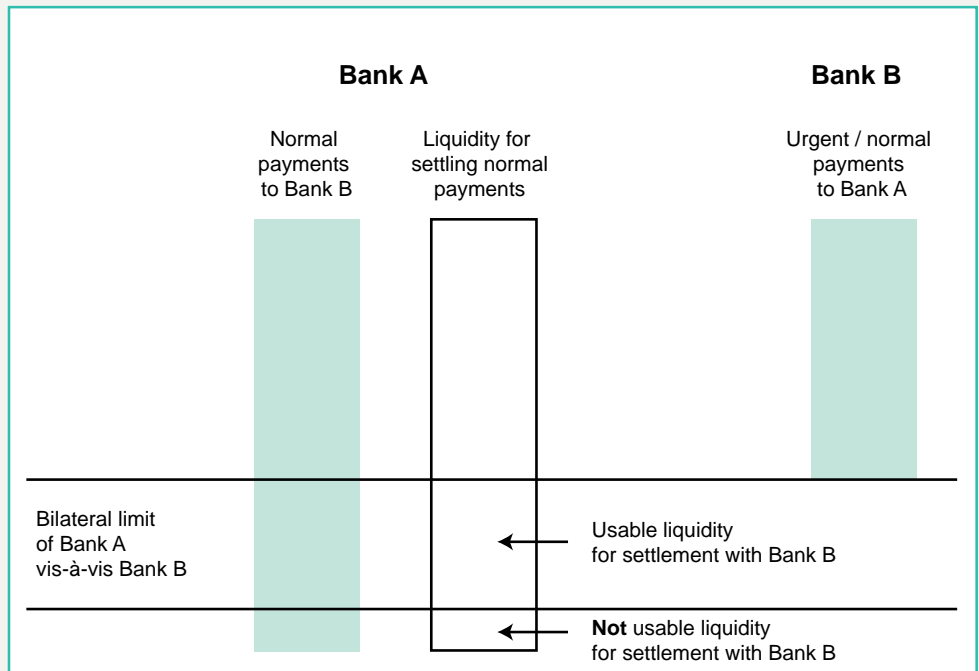 Bank A
Bank B
Normal
payments
to Bank B
Liquidity for
settling normal
payments
Urgent / normal
payments
to Bank A
Bilateral limit
of Bank A
vis-à-vis Bank B
Usable liquidity
for settlement with Bank B
Not usable liquidity
for settlement with Bank B